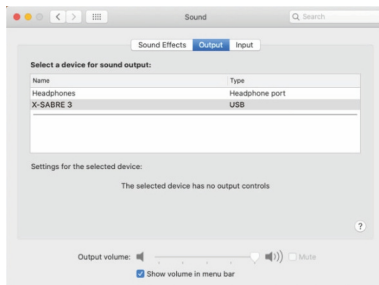 Sound
Search
Sound Effects Output Input
Select a device for sound output:
Name Type
Headphones Headphone port
X-SABRE 3 USB
Settings for the selected device:
The selected device has no output controls
?
Output volume: Mute
Show volume in menu bar